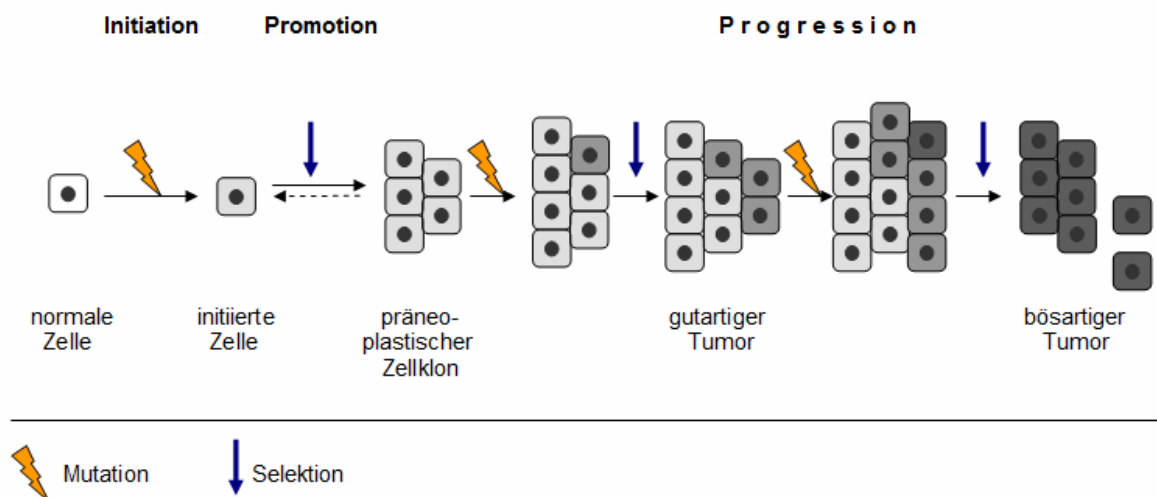 Initiation
Promotion
P r o g r e s s i o n
normale
Zelle
initiierte
Zelle
präneo-
plastischer
Zellklon
gutartiger
Tumor
bösartiger
Tumor
Mutation
Selektion